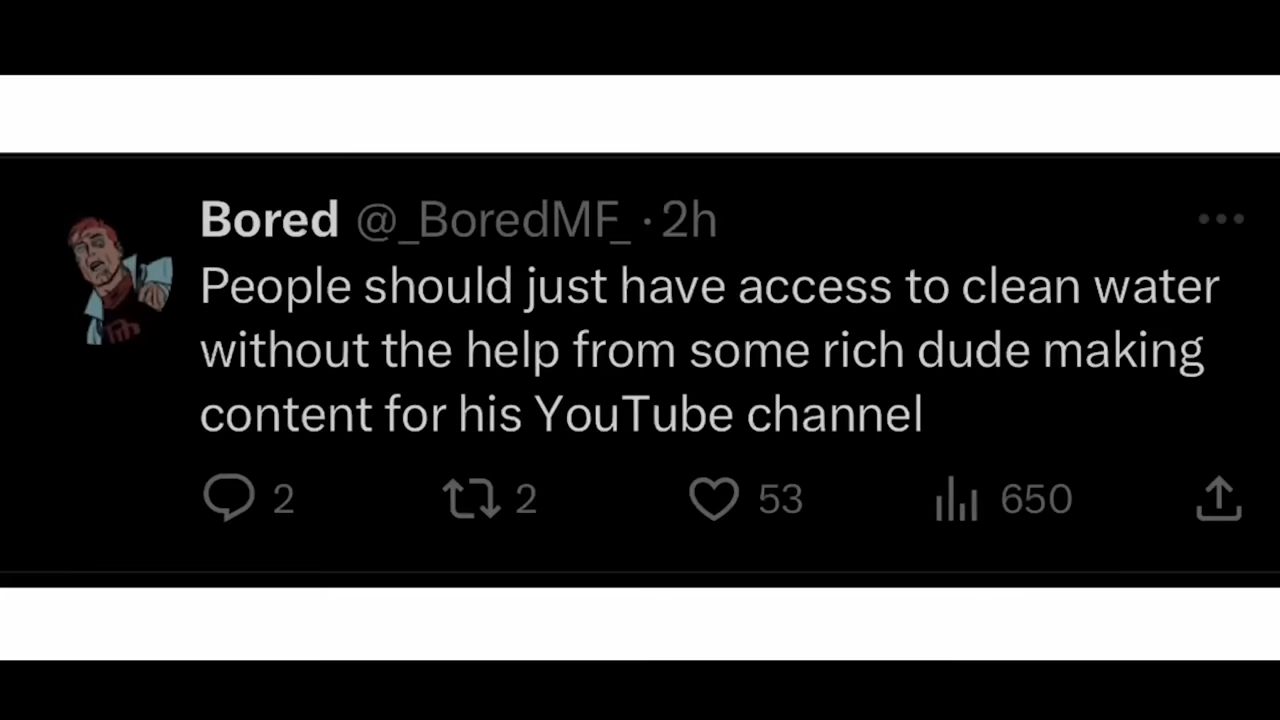 Bored @_BoredMF_ · 2h
People should just have access to clean water
without the help from some rich dude making
content for his YouTube channel
2 2 53 650